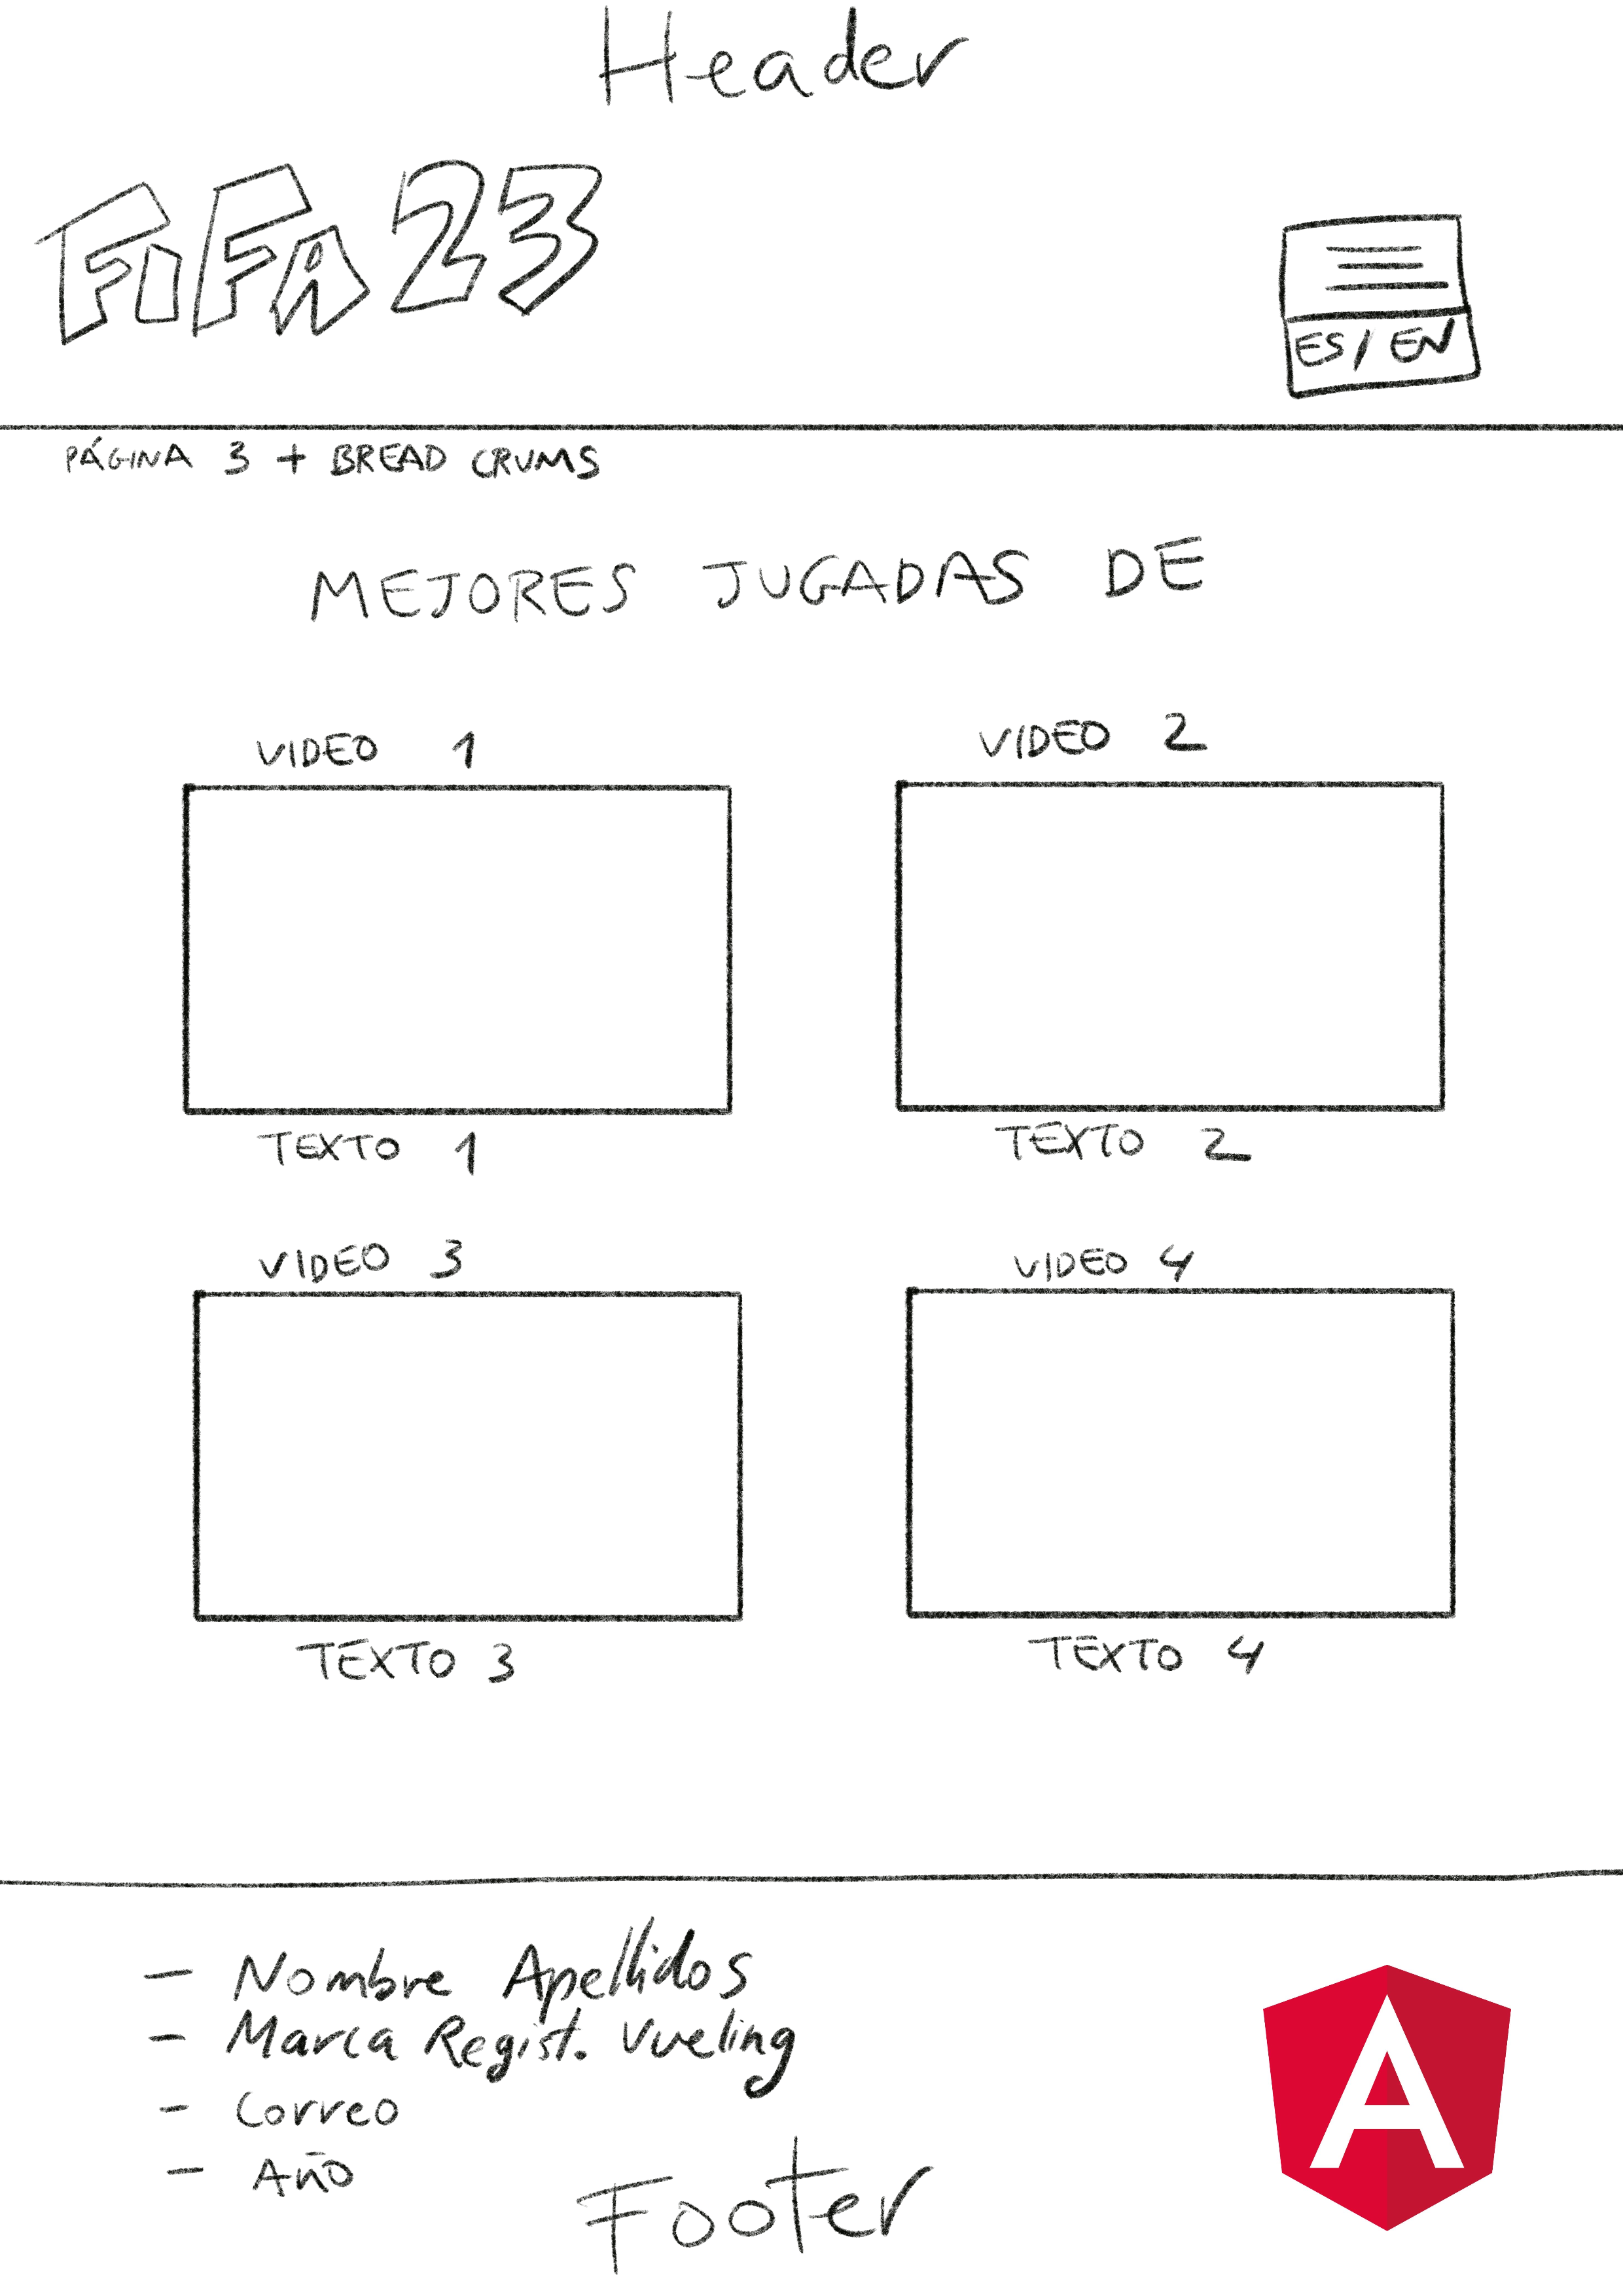 Header
FiFA 23
ES / EN
PÁGINA 3 + BREAD CRUMS
MEJORES JUGADAS DE
VIDEO 1
VIDEO 2
TEXTO 1
TEXTO 2
VIDEO 3
VIDEO 4
TEXTO 3
TEXTO 4
- Nombre Apellidos
- Marca Regist. Vueling
- Correo
- Año
Footer
A